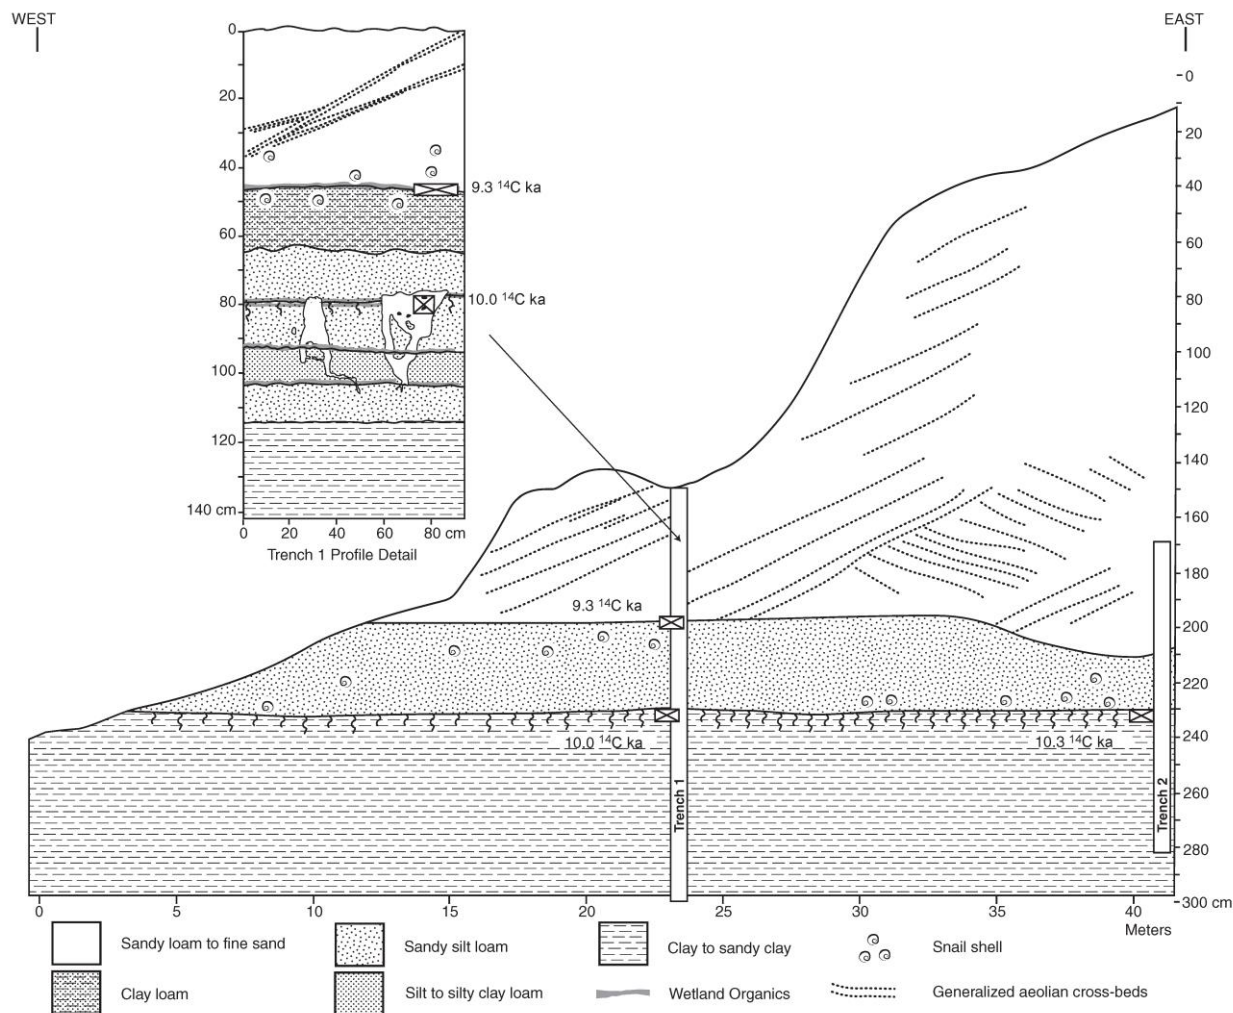 WEST
EAST
0
20
40
60
80
100
120
140 cm
0
20
40
60
80 cm
Trench 1 Profile Detail
9.3 ¹⁴C ka
10.0 ¹⁴C ka
0
20
40
60
80
100
120
140
160
180
200
220
240
260
280
300 cm
9.3 ¹⁴C ka
10.0 ¹⁴C ka
10.3 ¹⁴C ka
Trench 1
Trench 2
0
5
10
15
20
25
30
35
40
Meters
Sandy loam to fine sand
Sandy silt loam
Clay to sandy clay
Snail shell
Clay loam
Silt to silty clay loam
Wetland Organics
Generalized aeolian cross-beds